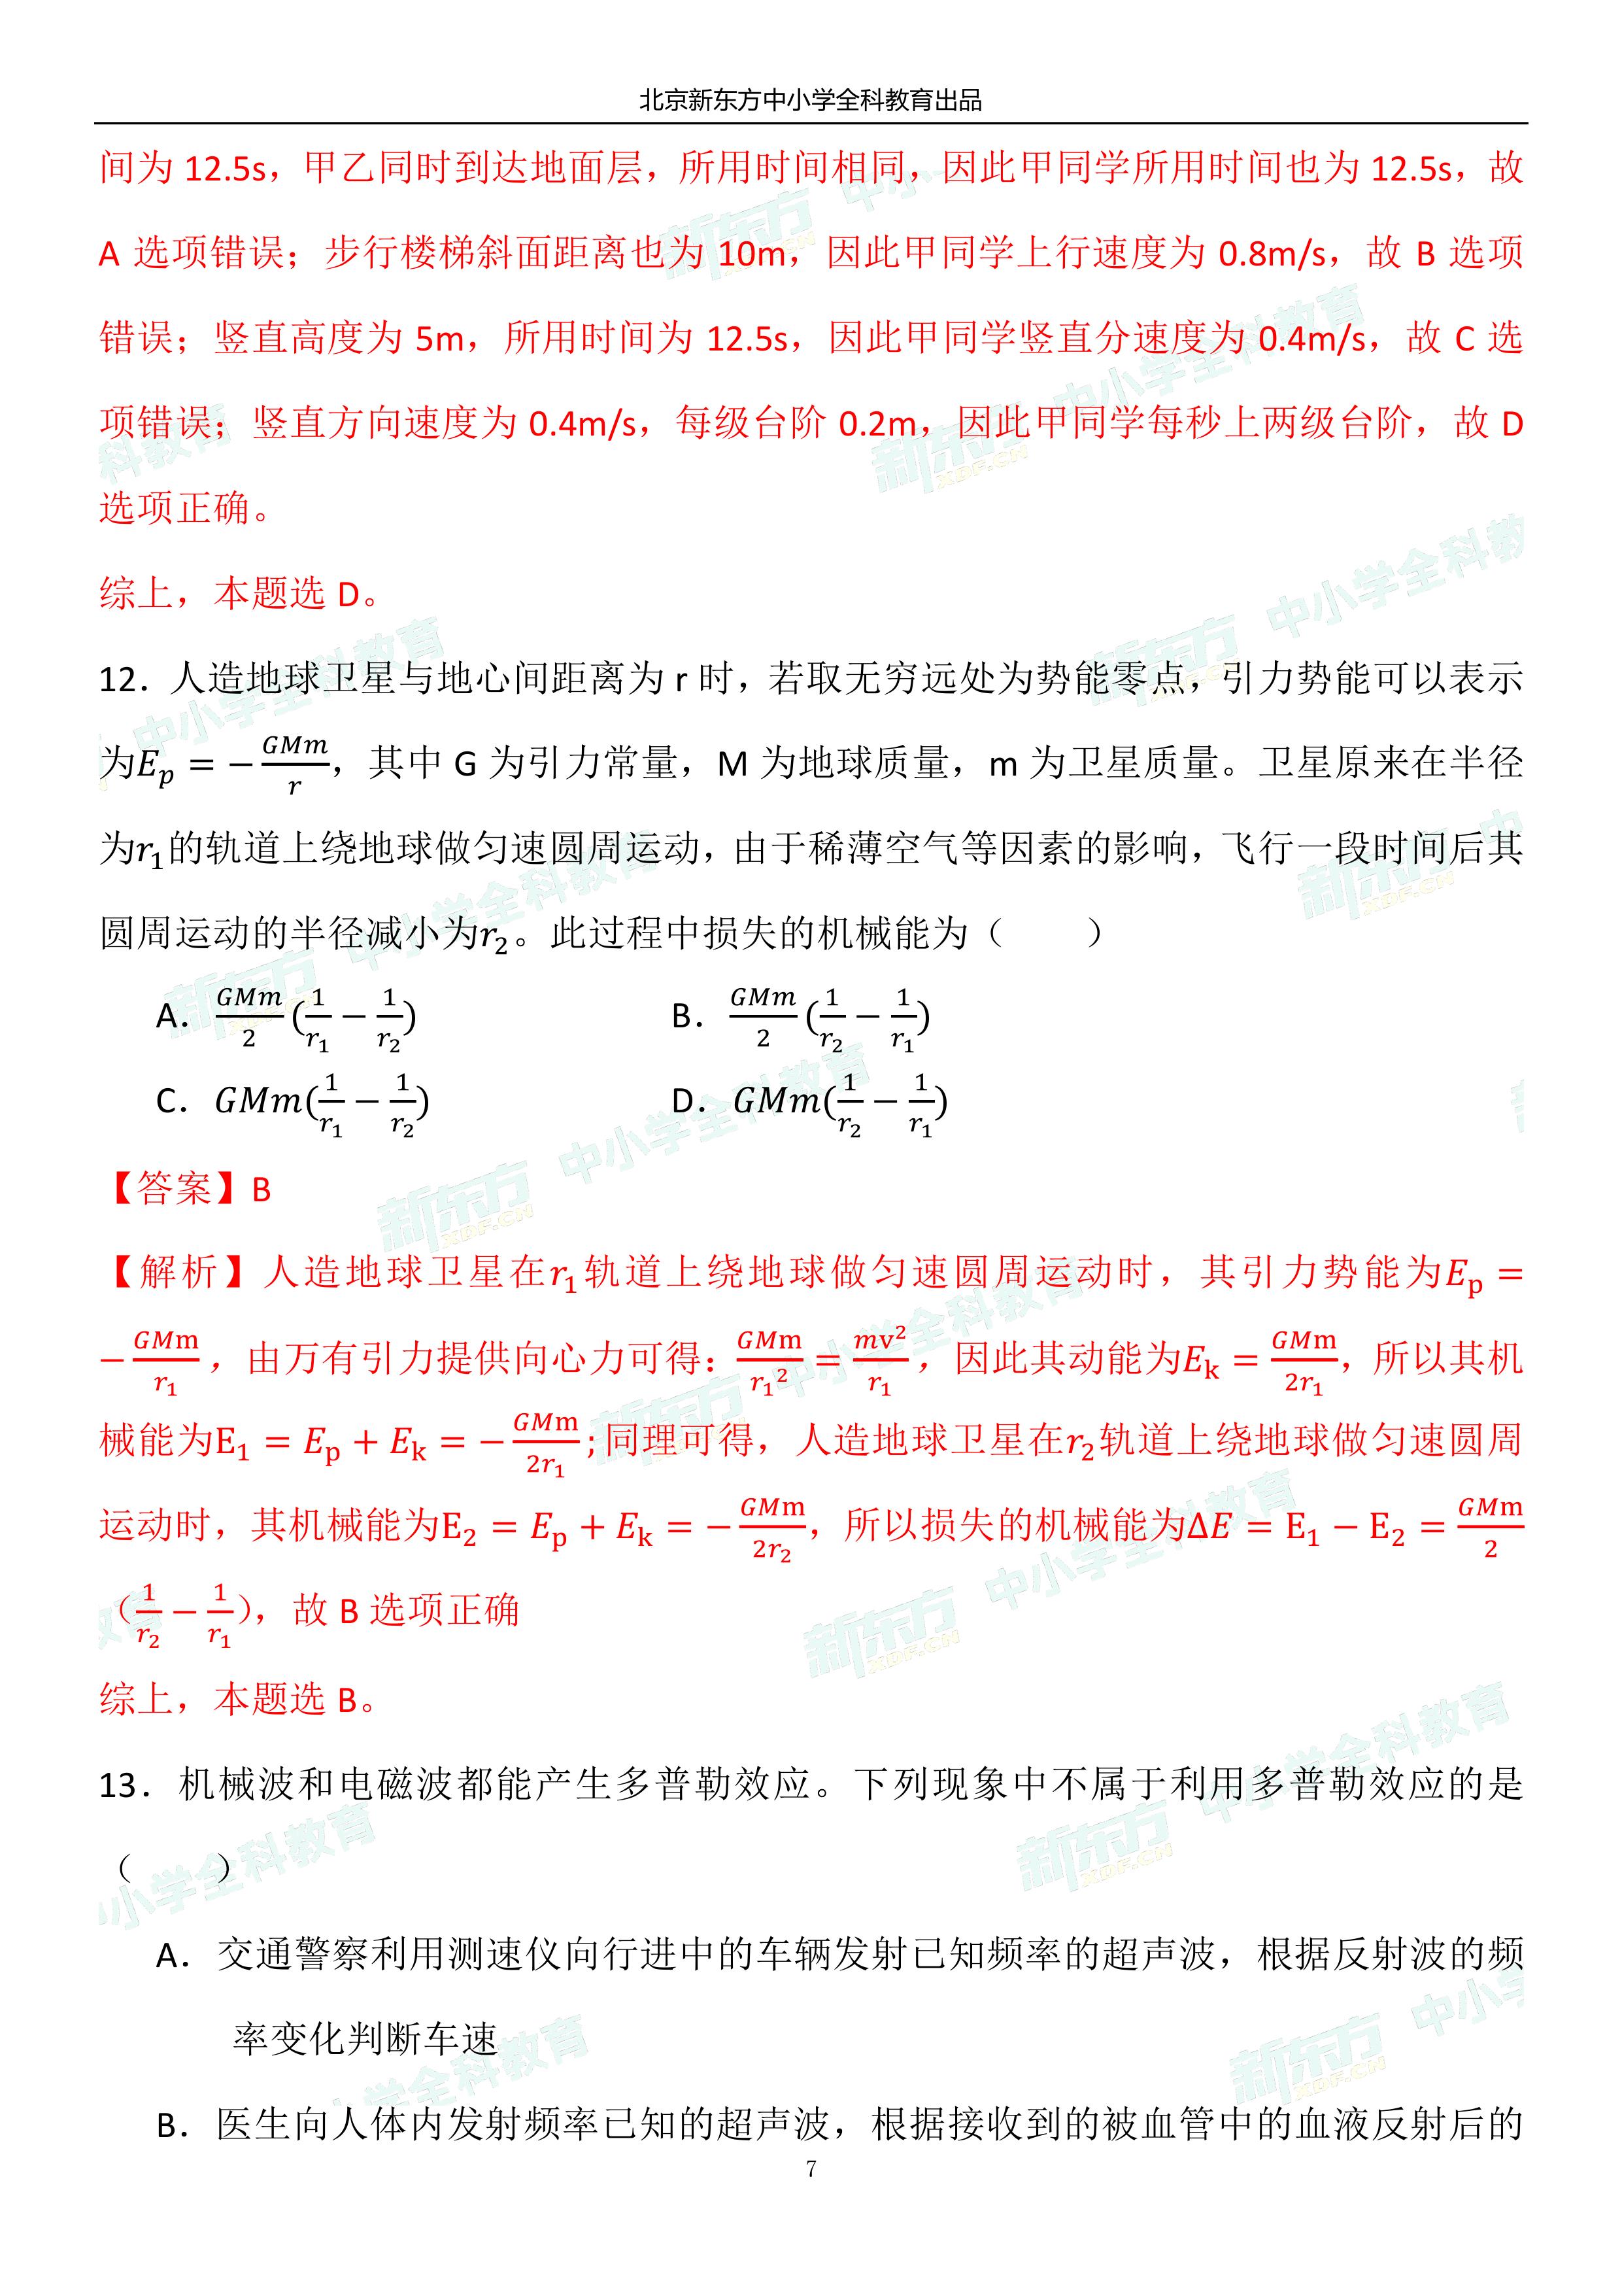 北京新东方中小学全科教育出品
间为 12.5s，甲乙同时到达地面层，所用时间相同，因此甲同学所用时间也为 12.5s，故
A 选项错误；步行楼梯斜面距离也为 10m，因此甲同学上行速度为 0.8m/s，故 B 选项
错误；竖直高度为 5m，所用时间为 12.5s，因此甲同学竖直分速度为 0.4m/s，故 C 选
项错误；竖直方向速度为 0.4m/s，每级台阶 0.2m，因此甲同学每秒上两级台阶，故 D
选项正确。
综上，本题选 D。
12．人造地球卫星与地心间距离为 r 时，若取无穷远处为势能零点，引力势能可以表示
为$E_p = -\frac{GMm}{r}$，其中 G 为引力常量，M 为地球质量，m 为卫星质量。卫星原来在半径
为$r_1$的轨道上绕地球做匀速圆周运动，由于稀薄空气等因素的影响，飞行一段时间后其
圆周运动的半径减小为$r_2$。此过程中损失的机械能为（　　）
A．$\frac{GMm}{2}(\frac{1}{r_1} - \frac{1}{r_2})$　　B．$\frac{GMm}{2}(\frac{1}{r_2} - \frac{1}{r_1})$
C．$GMm(\frac{1}{r_1} - \frac{1}{r_2})$　　D．$GMm(\frac{1}{r_2} - \frac{1}{r_1})$
【答案】B
【解析】人造地球卫星在$r_1$轨道上绕地球做匀速圆周运动时，其引力势能为$E_p =$
$-\frac{GMm}{r_1}$，由万有引力提供向心力可得：$\frac{GMm}{{r_1}^2} = \frac{mv^2}{r_1}$，因此其动能为$E_k = \frac{GMm}{2r_1}$，所以其机
械能为$E_1 = E_p + E_k = -\frac{GMm}{2r_1}$；同理可得，人造地球卫星在$r_2$轨道上绕地球做匀速圆周
运动时，其机械能为$E_2 = E_p + E_k = -\frac{GMm}{2r_2}$，所以损失的机械能为$\Delta E = E_1 - E_2 = \frac{GMm}{2}$
（$\frac{1}{r_2} - \frac{1}{r_1}$），故 B 选项正确
综上，本题选 B。
13．机械波和电磁波都能产生多普勒效应。下列现象中不属于利用多普勒效应的是
（　　）
A．交通警察利用测速仪向行进中的车辆发射已知频率的超声波，根据反射波的频
率变化判断车速
B．医生向人体内发射频率已知的超声波，根据接收到的被血管中的血液反射后的
7